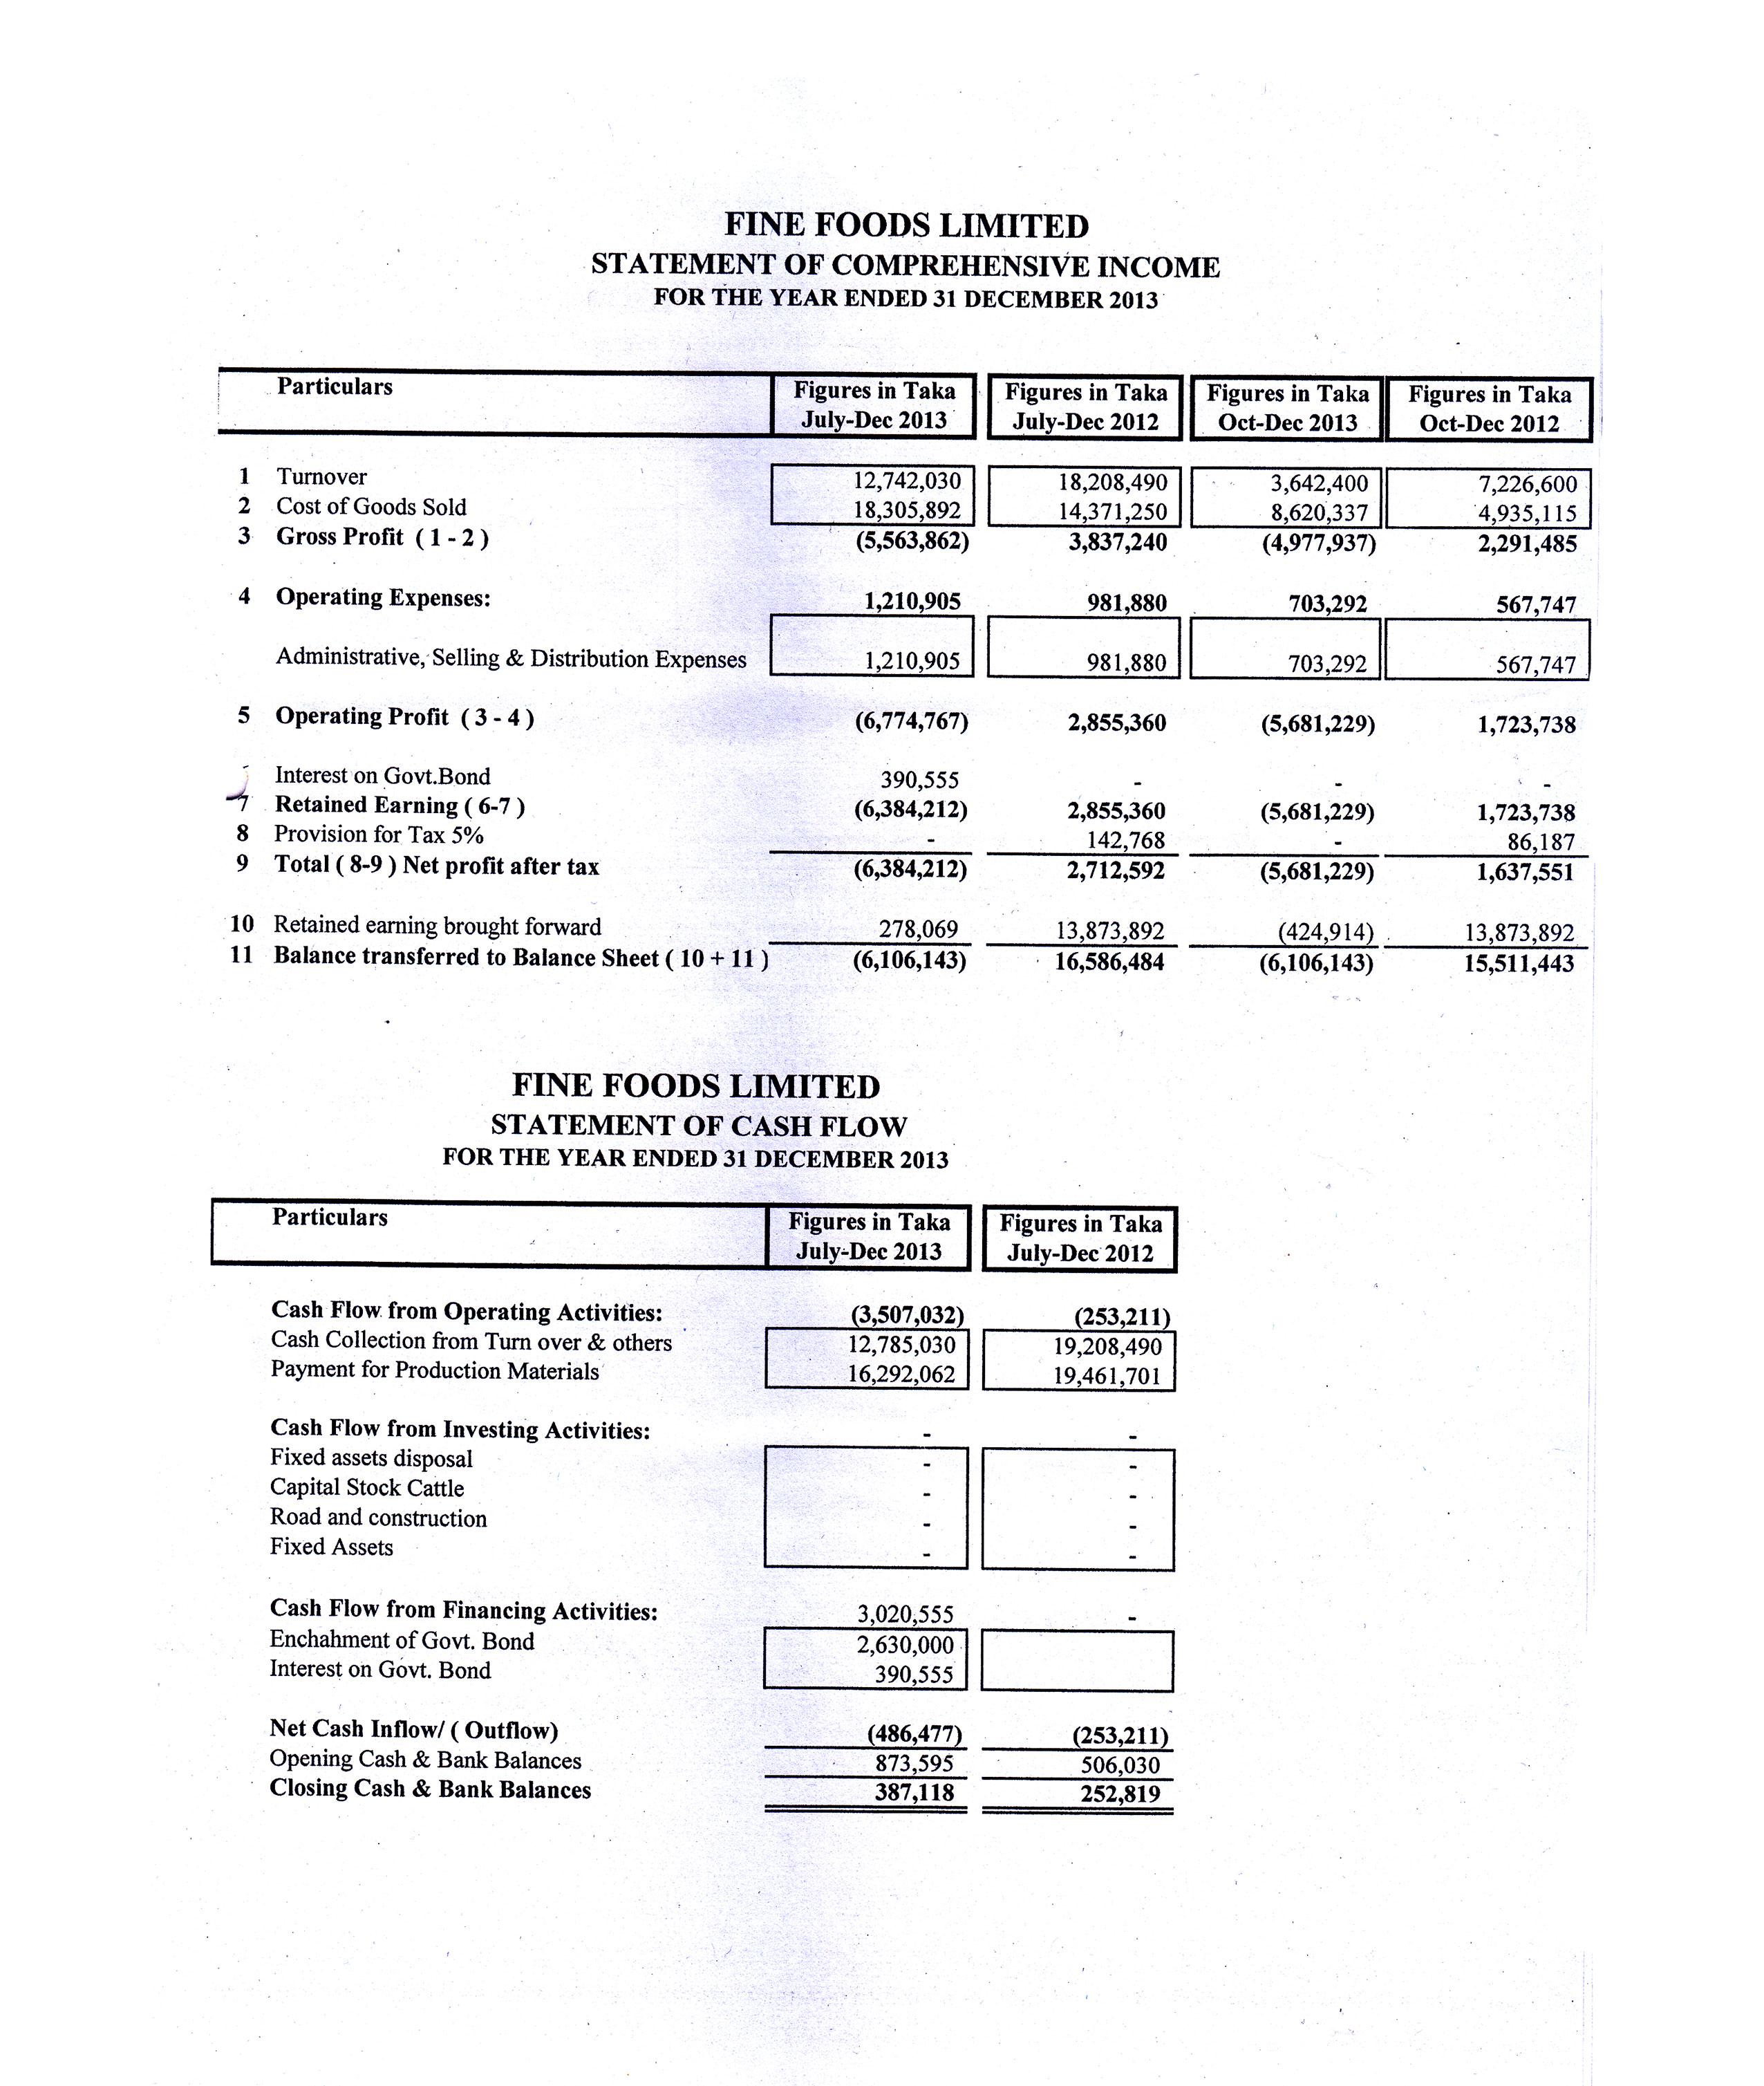 FINE FOODS LIMITED
STATEMENT OF COMPREHENSIVE INCOME
FOR THE YEAR ENDED 31 DECEMBER 2013
Particulars Figures in Taka July-Dec 2013 Figures in Taka July-Dec 2012 Figures in Taka Oct-Dec 2013 Figures in Taka Oct-Dec 2012
1 Turnover 12,742,030 18,208,490 3,642,400 7,226,600
2 Cost of Goods Sold 18,305,892 14,371,250 8,620,337 4,935,115
3 Gross Profit ( 1 - 2 ) (5,563,862) 3,837,240 (4,977,937) 2,291,485
4 Operating Expenses: 1,210,905 981,880 703,292 567,747
Administrative, Selling & Distribution Expenses 1,210,905 981,880 703,292 567,747
5 Operating Profit ( 3 - 4 ) (6,774,767) 2,855,360 (5,681,229) 1,723,738
Interest on Govt.Bond 390,555 - - -
7 Retained Earning ( 6-7 ) (6,384,212) 2,855,360 (5,681,229) 1,723,738
8 Provision for Tax 5% - 142,768 - 86,187
9 Total ( 8-9 ) Net profit after tax (6,384,212) 2,712,592 (5,681,229) 1,637,551
10 Retained earning brought forward 278,069 13,873,892 (424,914) 13,873,892
11 Balance transferred to Balance Sheet ( 10 + 11 ) (6,106,143) 16,586,484 (6,106,143) 15,511,443
FINE FOODS LIMITED
STATEMENT OF CASH FLOW
FOR THE YEAR ENDED 31 DECEMBER 2013
Particulars Figures in Taka July-Dec 2013 Figures in Taka July-Dec 2012
Cash Flow from Operating Activities: (3,507,032) (253,211)
Cash Collection from Turn over & others 12,785,030 19,208,490
Payment for Production Materials 16,292,062 19,461,701
Cash Flow from Investing Activities: - -
Fixed assets disposal - -
Capital Stock Cattle - -
Road and construction - -
Fixed Assets - -
Cash Flow from Financing Activities: 3,020,555 -
Enchahment of Govt. Bond 2,630,000
Interest on Govt. Bond 390,555
Net Cash Inflow/ ( Outflow) (486,477) (253,211)
Opening Cash & Bank Balances 873,595 506,030
Closing Cash & Bank Balances 387,118 252,819